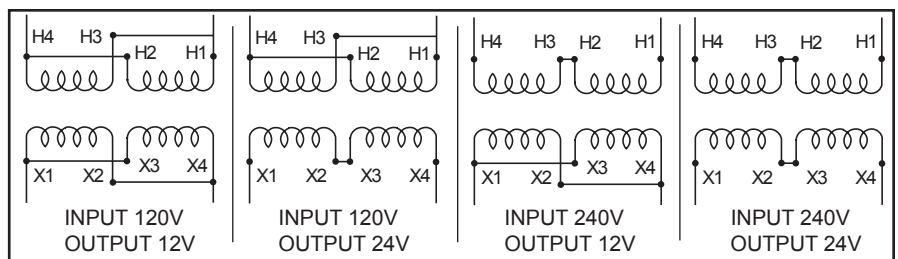 H4 H3 H2 H1
X1 X2 X3 X4
INPUT 120V
OUTPUT 12V
H4 H3 H2 H1
X1 X2 X3 X4
INPUT 120V
OUTPUT 24V
H4 H3 H2 H1
X1 X2 X3 X4
INPUT 240V
OUTPUT 12V
H4 H3 H2 H1
X1 X2 X3 X4
INPUT 240V
OUTPUT 24V